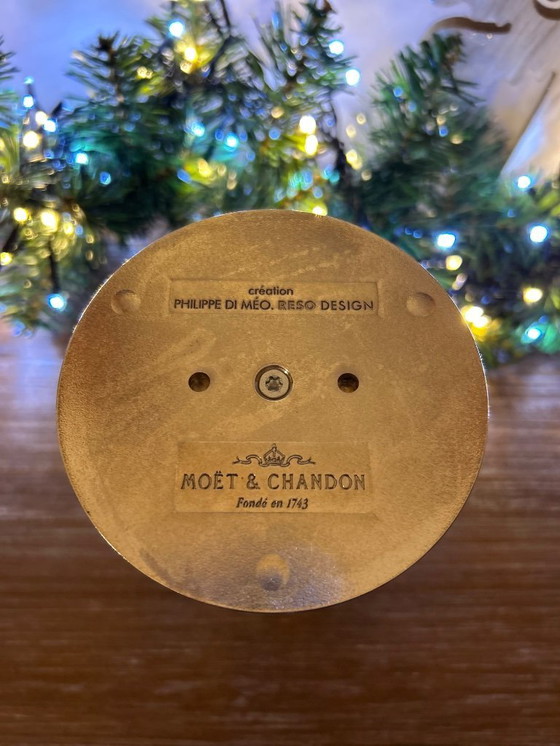 création
PHILIPPE DI MÉO. RESO DESIGN
MOËT & CHANDON
Fondé en 1743